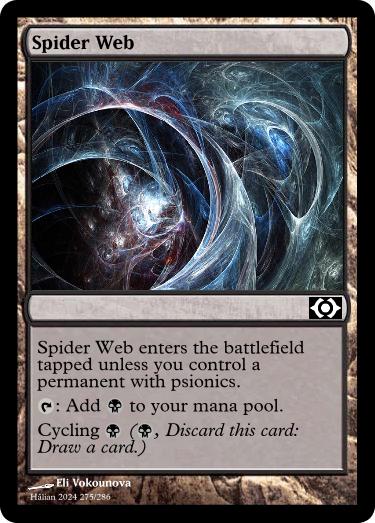 Spider Web
Spider Web enters the battlefield
tapped unless you control a
permanent with psionics.
: Add to your mana pool.
Cycling (, Discard this card:
Draw a card.)
Eli Vokounova
Hálian 2024 275/286